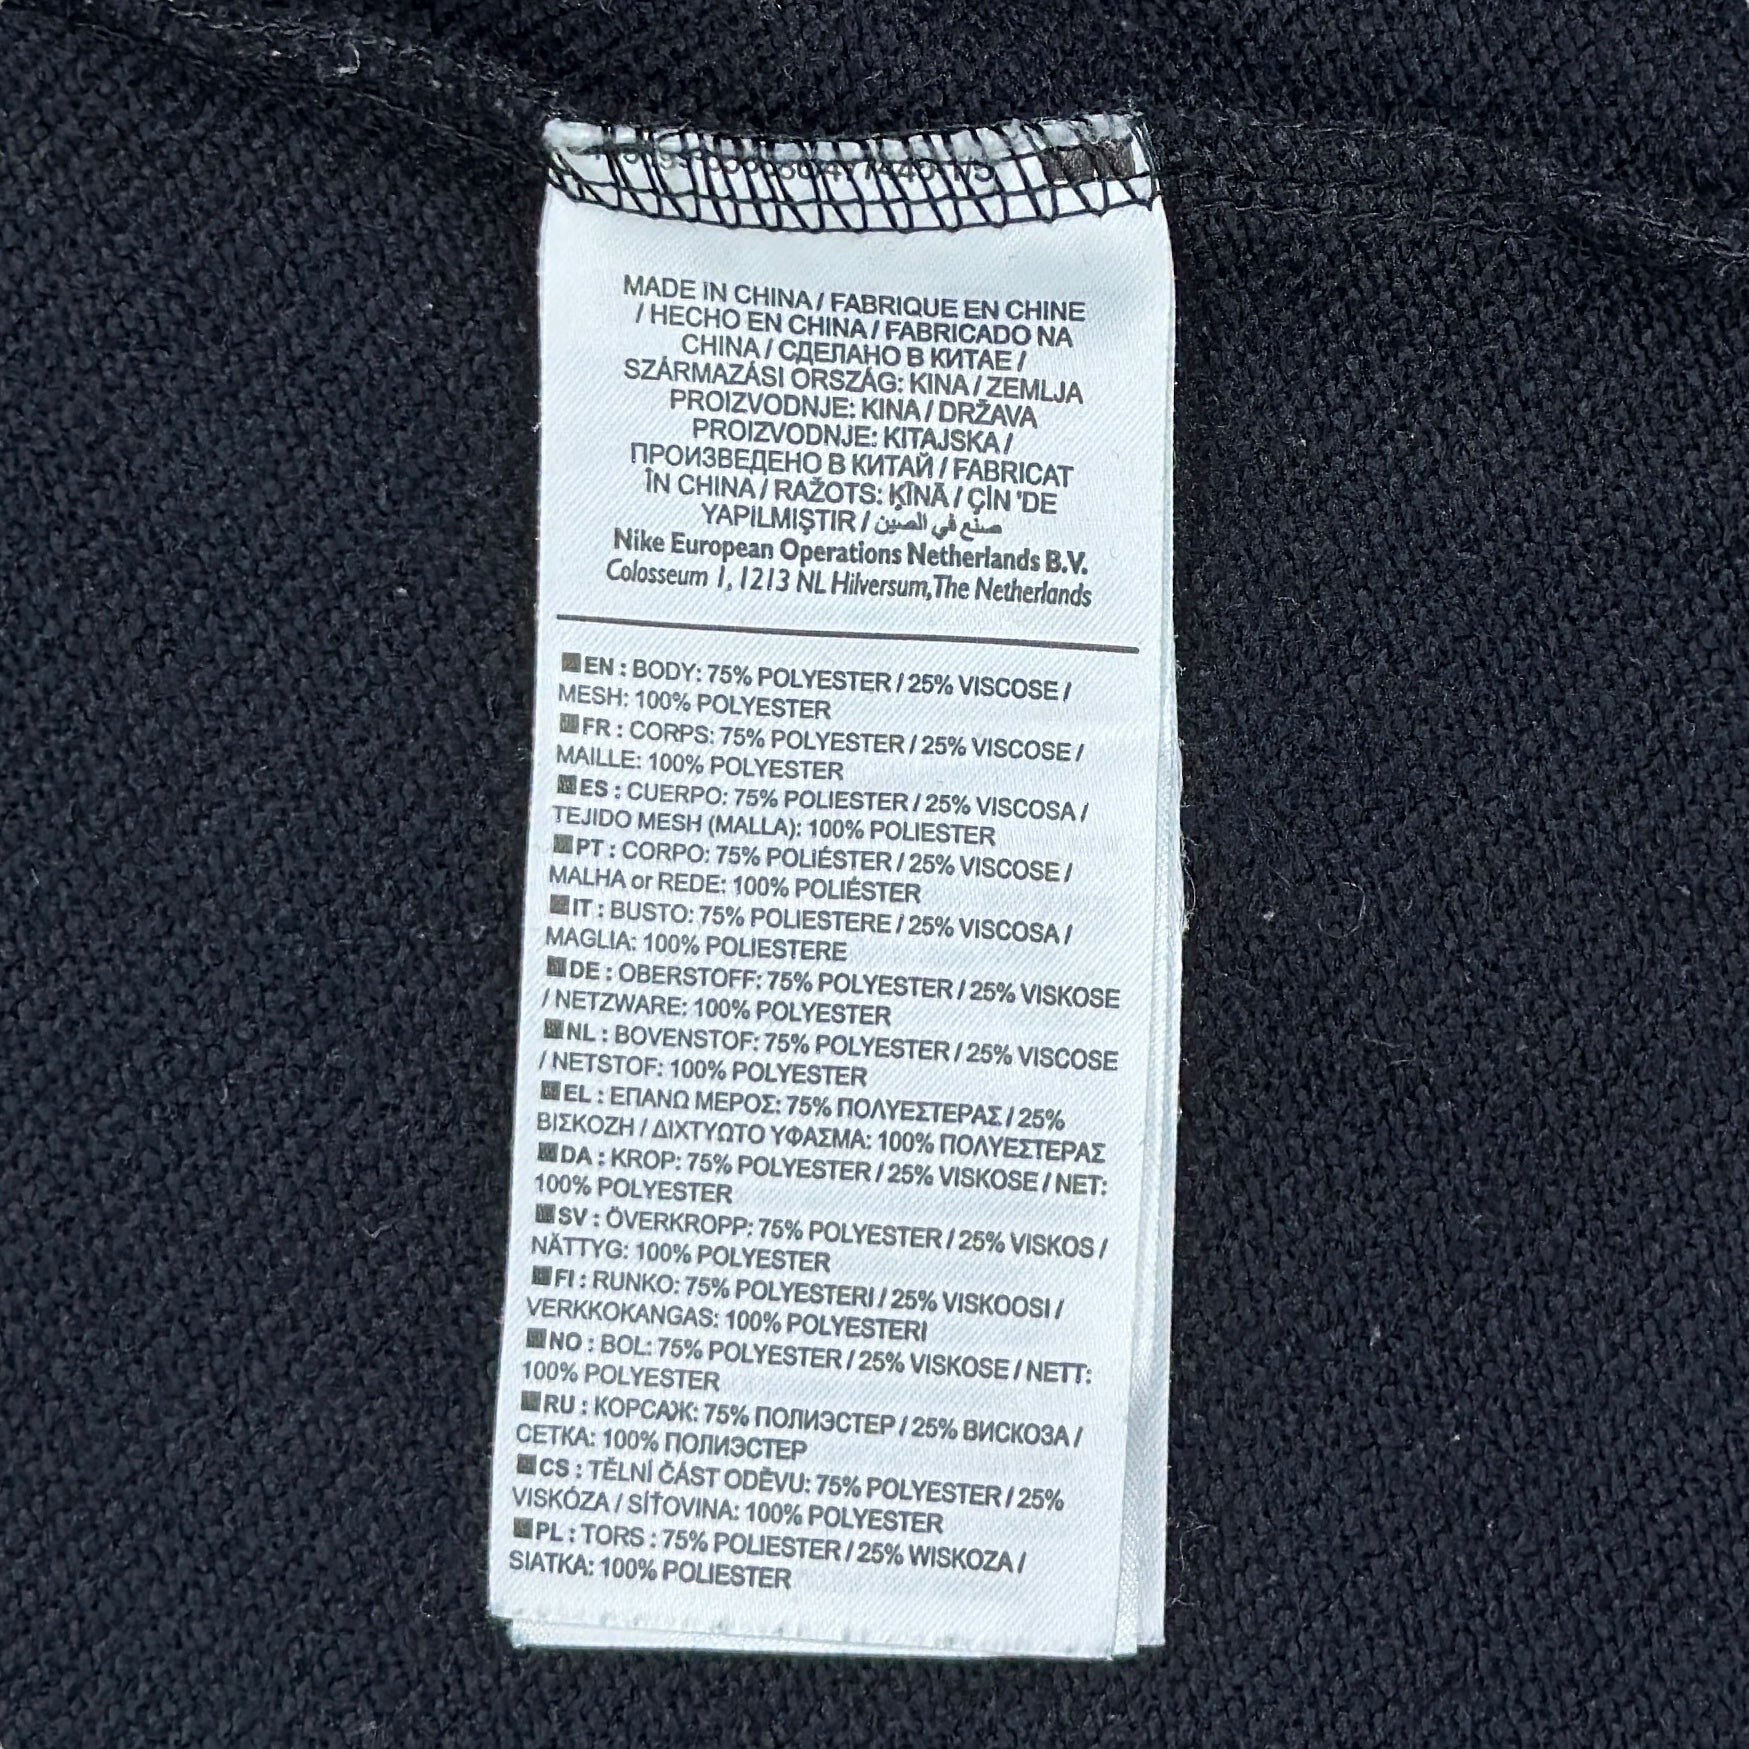 MADE IN CHINA / FABRIQUE EN CHINE
/ HECHO EN CHINA / FABRICADO NA
CHINA / СДЕЛАНО В КИТАЕ /
SZÁRMAZÁSI ORSZÁG: KINA / ZEMLJA
PROIZVODNJE: KINA / DRŽAVA
PROIZVODNJE: KITAJSKA /
ПРОИЗВЕДЕНО В КИТАЙ / FABRICAT
ÎN CHINA / RAŽOTS: ĶĪNĀ / ÇİN 'DE
YAPILMIŞTIR / صنع في الصين
Nike European Operations Netherlands B.V.
Colosseum 1, 1213 NL Hilversum, The Netherlands
EN : BODY: 75% POLYESTER / 25% VISCOSE /
MESH: 100% POLYESTER
FR : CORPS: 75% POLYESTER / 25% VISCOSE /
MAILLE: 100% POLYESTER
ES : CUERPO: 75% POLIESTER / 25% VISCOSA /
TEJIDO MESH (MALLA): 100% POLIESTER
PT : CORPO: 75% POLIÉSTER / 25% VISCOSE /
MALHA or REDE: 100% POLIÉSTER
IT : BUSTO: 75% POLIESTERE / 25% VISCOSA /
MAGLIA: 100% POLIESTERE
DE : OBERSTOFF: 75% POLYESTER / 25% VISKOSE
/ NETZWARE: 100% POLYESTER
NL : BOVENSTOF: 75% POLYESTER / 25% VISCOSE
/ NETSTOF: 100% POLYESTER
EL : ΕΠΑΝΩ ΜΕΡΟΣ: 75% ΠΟΛΥΕΣΤΕΡΑΣ / 25%
ΒΙΣΚΟΖΗ / ΔΙΧΤΥΩΤΟ ΥΦΑΣΜΑ: 100% ΠΟΛΥΕΣΤΕΡΑΣ
DA : KROP: 75% POLYESTER / 25% VISKOSE / NET:
100% POLYESTER
SV : ÖVERKROPP: 75% POLYESTER / 25% VISKOS /
NÄTTYG: 100% POLYESTER
FI : RUNKO: 75% POLYESTERI / 25% VISKOOSI /
VERKKOKANGAS: 100% POLYESTERI
NO : BOL: 75% POLYESTER / 25% VISKOSE / NETT:
100% POLYESTER
RU : КОРСАЖ: 75% ПОЛИЭСТЕР / 25% ВИСКОЗА /
СЕТКА: 100% ПОЛИЭСТЕР
CS : TĚLNÍ ČÁST ODĚVU: 75% POLYESTER / 25%
VISKÓZA / SÍŤOVINA: 100% POLYESTER
PL : TORS : 75% POLIESTER / 25% WISKOZA /
SIATKA: 100% POLIESTER